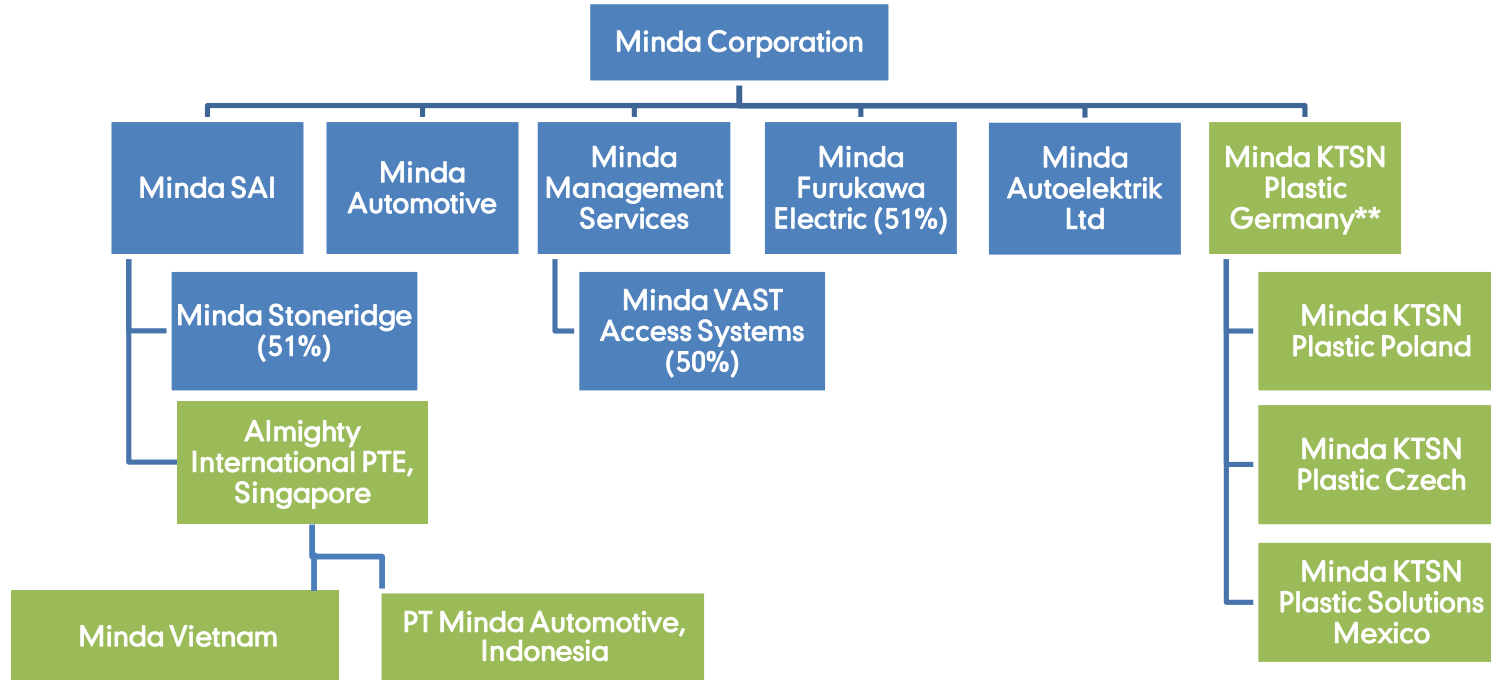 Minda Corporation
Minda SAI
Minda
Automotive
Minda
Management
Services
Minda
Furukawa
Electric (51%)
Minda
Autoelektrik
Ltd
Minda KTSN
Plastic
Germany**
Minda Stoneridge
(51%)
Minda VAST
Access Systems
(50%)
Minda KTSN
Plastic Poland
Almighty
International PTE,
Singapore
Minda KTSN
Plastic Czech
Minda KTSN
Plastic Solutions
Mexico
Minda Vietnam
PT Minda Automotive,
Indonesia